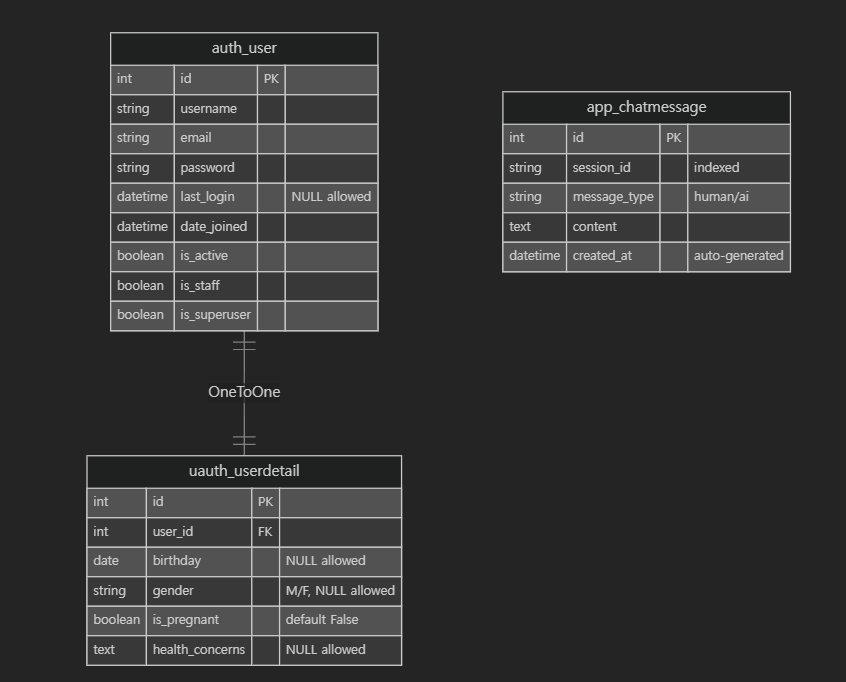 auth_user
int id PK
string username
string email
string password
datetime last_login NULL allowed
datetime date_joined
boolean is_active
boolean is_staff
boolean is_superuser
OneToOne
uauth_userdetail
int id PK
int user_id FK
date birthday NULL allowed
string gender M/F, NULL allowed
boolean is_pregnant default False
text health_concerns NULL allowed
app_chatmessage
int id PK
string session_id indexed
string message_type human/ai
text content
datetime created_at auto-generated